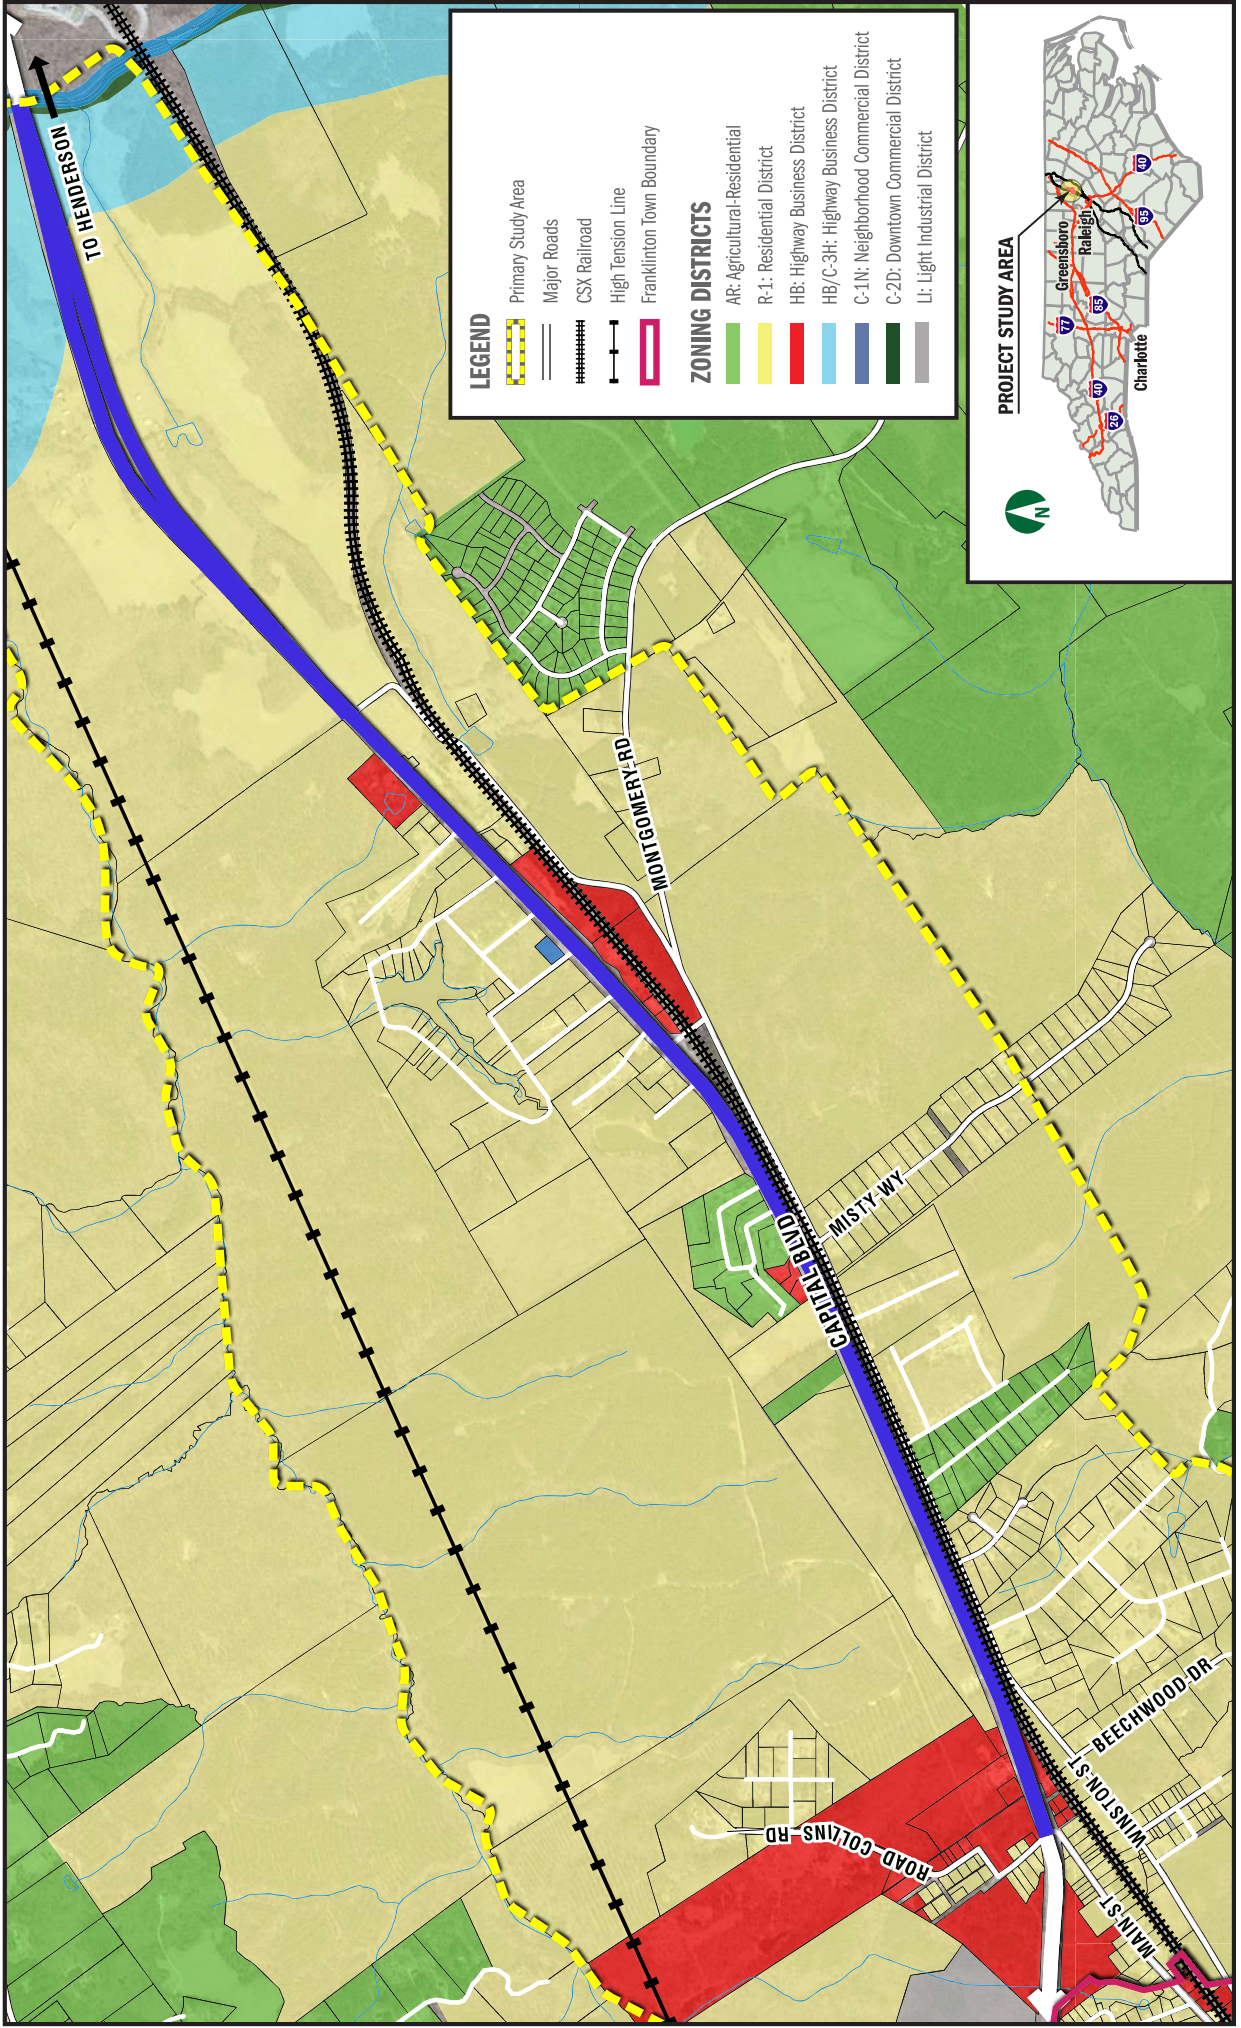 TO HENDERSON
MONTGOMERY RD
CAPITAL BLVD
MISTY WY
ROAD COLLINS RD
BEECHWOOD DR
WINSTON ST
MAIN ST
LEGEND
Primary Study Area
Major Roads
CSX Railroad
High Tension Line
Franklinton Town Boundary
ZONING DISTRICTS
AR: Agricultural-Residential
R-1: Residential District
HB: Highway Business District
HB/C-3H: Highway Business District
C-1N: Neighborhood Commercial District
C-2D: Downtown Commercial District
LI: Light Industrial District
PROJECT STUDY AREA
N
Greensboro
Raleigh
Charlotte
77
85
40
26
95
40